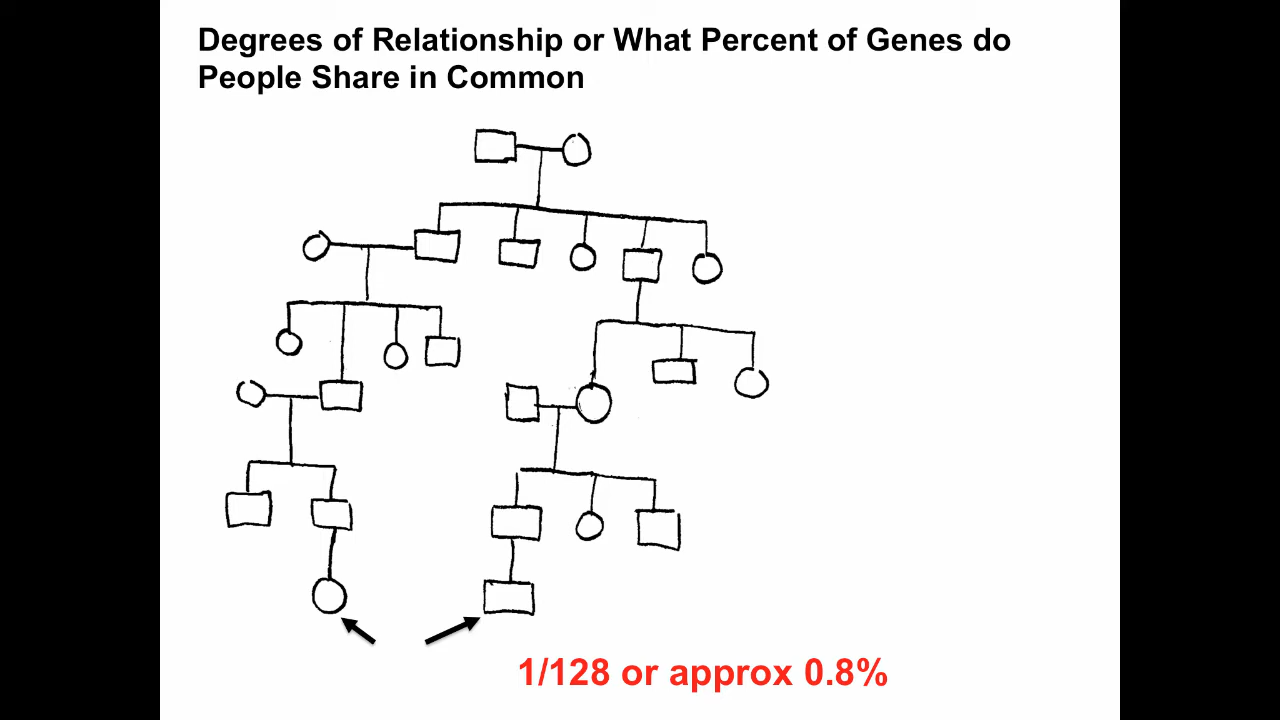 Degrees of Relationship or What Percent of Genes do
People Share in Common
1/128 or approx 0.8%